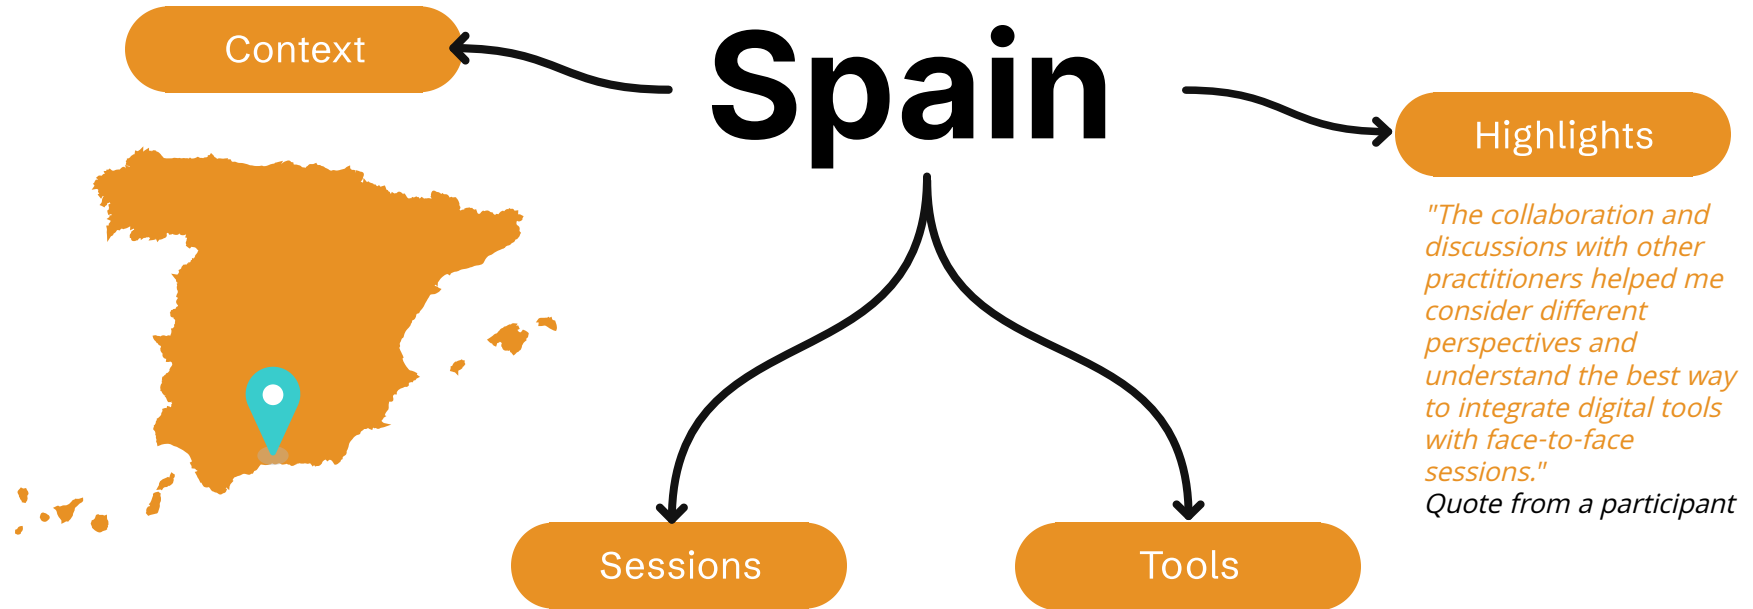 Context
Spain
Highlights
"The collaboration and
discussions with other
practitioners helped me
consider different
perspectives and
understand the best way
to integrate digital tools
with face-to-face
sessions."
Quote from a participant
Sessions
Tools